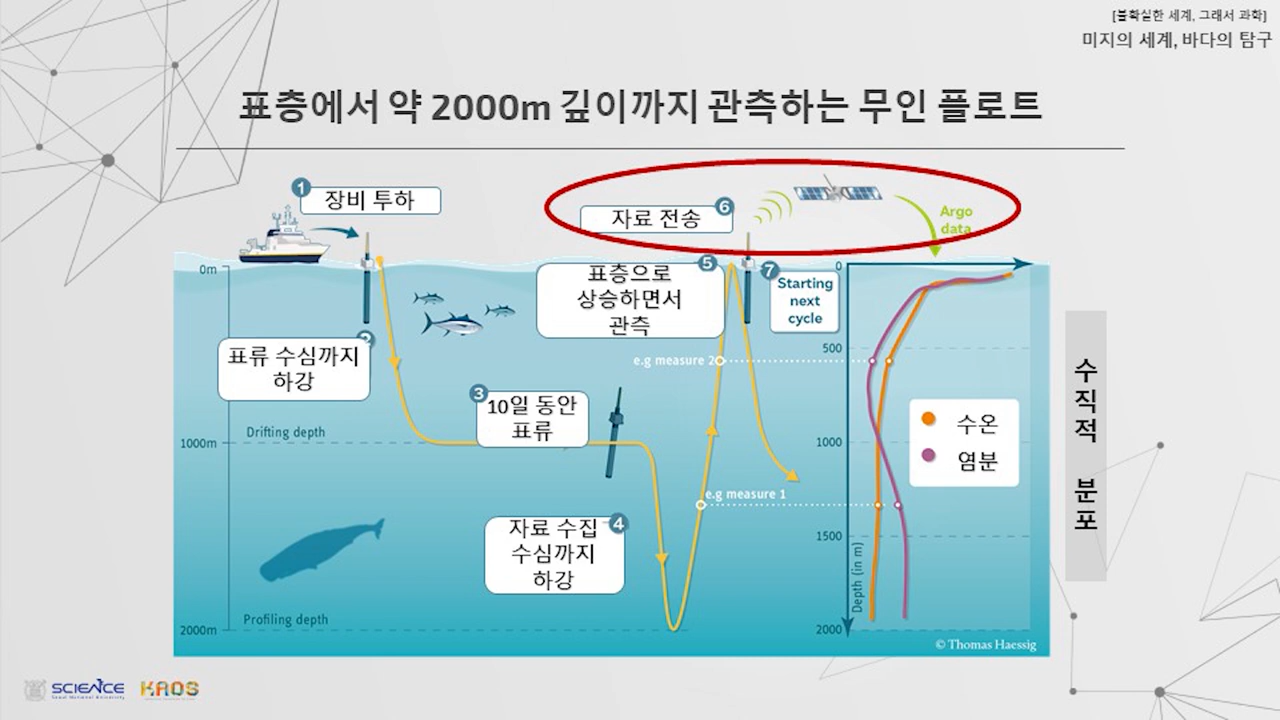 [불확실한 세계, 그래서 과학]
미지의 세계, 바다의 탐구
표층에서 약 2000m 깊이까지 관측하는 무인 플로트
1
장비 투하
자료 전송
6
Argo
data
0m
표층으로
상승하면서
관측
5
7
Starting
next
cycle
0
2
표류 수심까지
하강
e.g measure 2
500
3
10일 동안
표류
Drifting depth
1000m
1000
수온
염분
수직적 분포
e.g measure 1
자료 수집
수심까지
하강
4
1500
Depth (in m)
Profiling depth
2000m
2000
© Thomas Haessig
SCIENCE
Seoul National University
KAOS